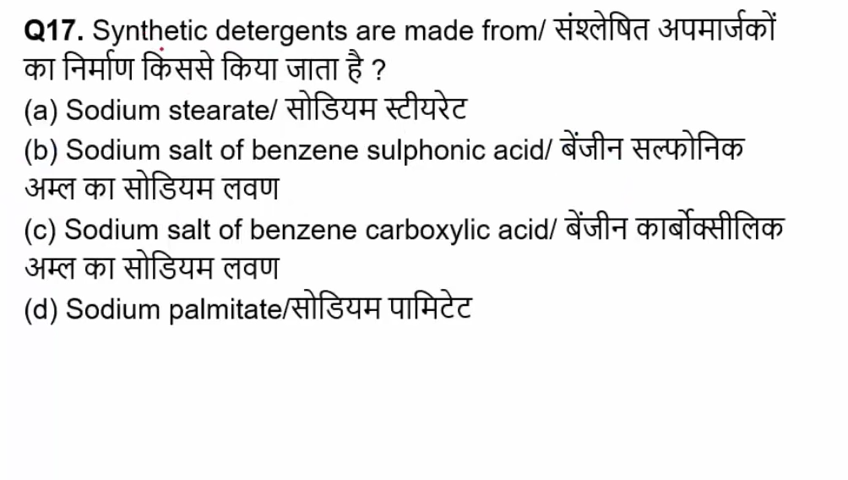 Q17. Synthetic detergents are made from/ संश्लेषित अपमार्जकों
का निर्माण किससे किया जाता है ?
(a) Sodium stearate/ सोडियम स्टीयरेट
(b) Sodium salt of benzene sulphonic acid/ बेंजीन सल्फोनिक
अम्ल का सोडियम लवण
(c) Sodium salt of benzene carboxylic acid/ बेंजीन कार्बोक्सीलिक
अम्ल का सोडियम लवण
(d) Sodium palmitate/सोडियम पामिटेट